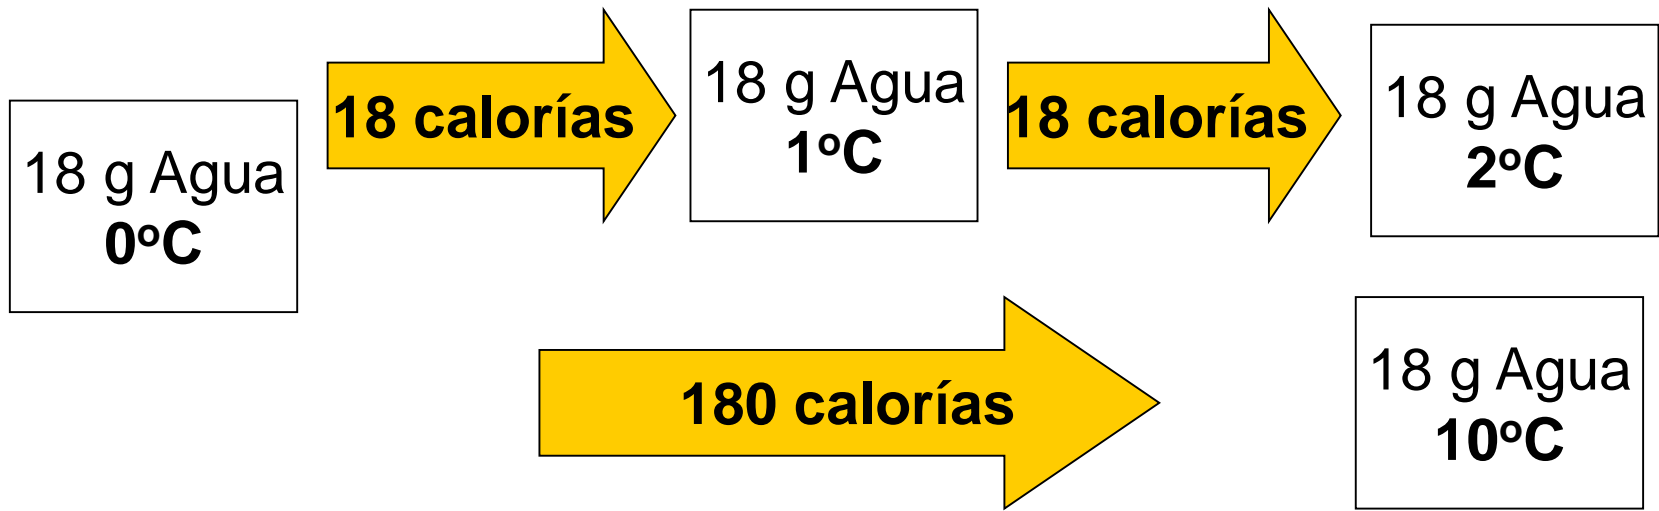 18 g Agua
0ºC
18 calorías
18 g Agua
1ºC
18 calorías
18 g Agua
2ºC
180 calorías
18 g Agua
10ºC